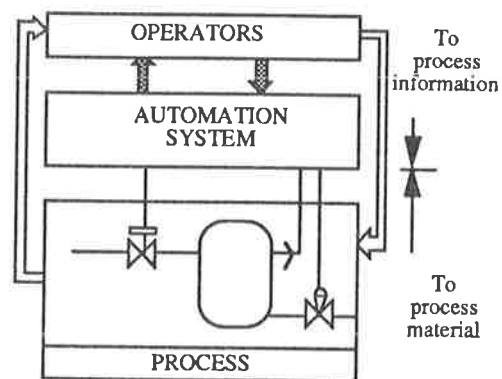 OPERATORS
To
process
information
AUTOMATION
SYSTEM
To
process
material
PROCESS